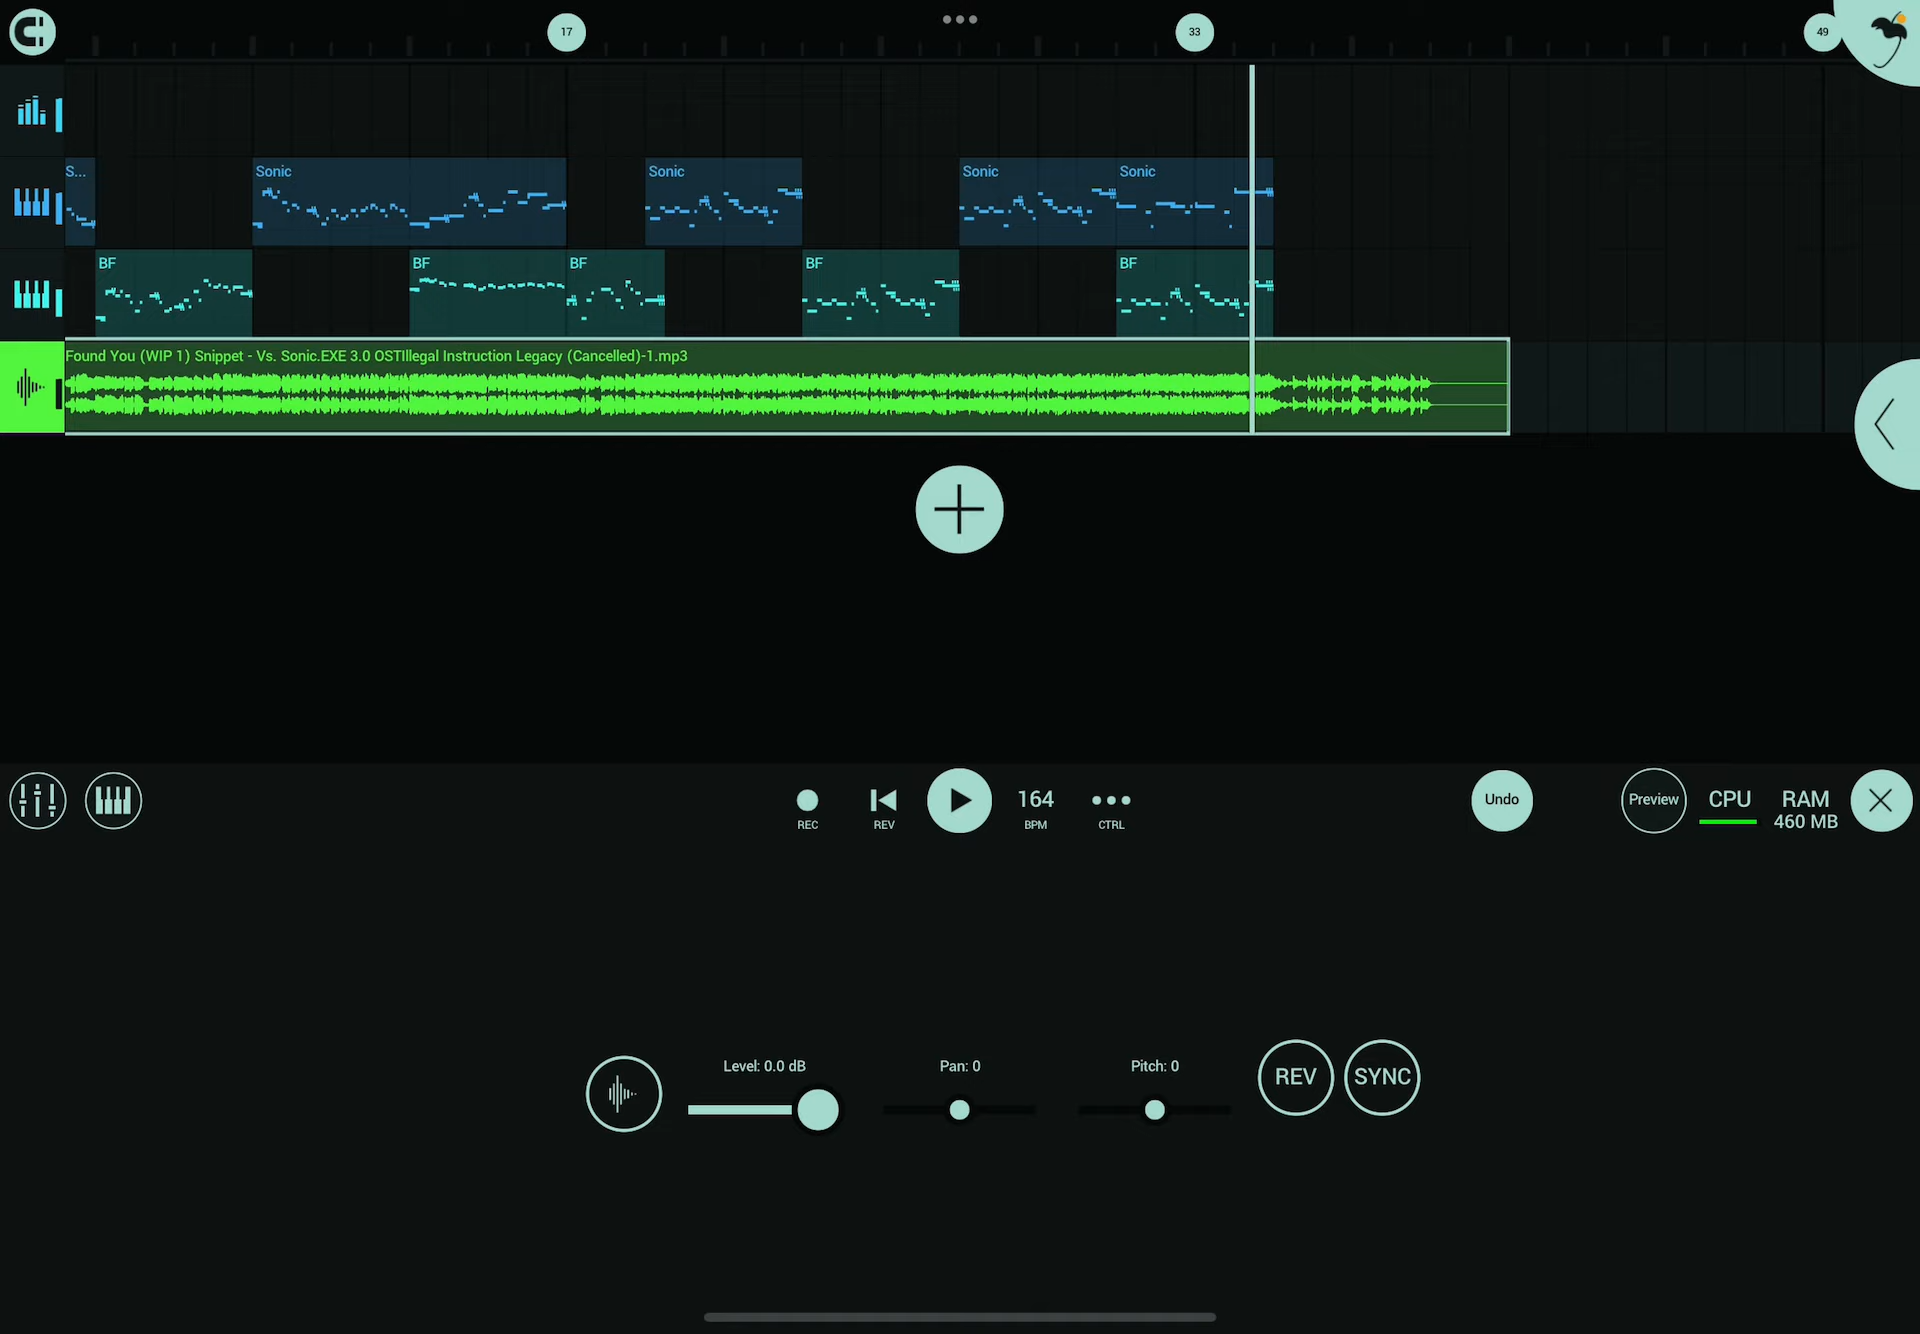 17
33
49
S...
Sonic
Sonic
Sonic
Sonic
BF
BF
BF
BF
BF
Found You (WIP 1) Snippet - Vs. Sonic.EXE 3.0 OSTIllegal Instruction Legacy (Cancelled)-1.mp3
REC
REV
164
BPM
CTRL
Undo
Preview
CPU
RAM
460 MB
Level: 0.0 dB
Pan: 0
Pitch: 0
REV
SYNC